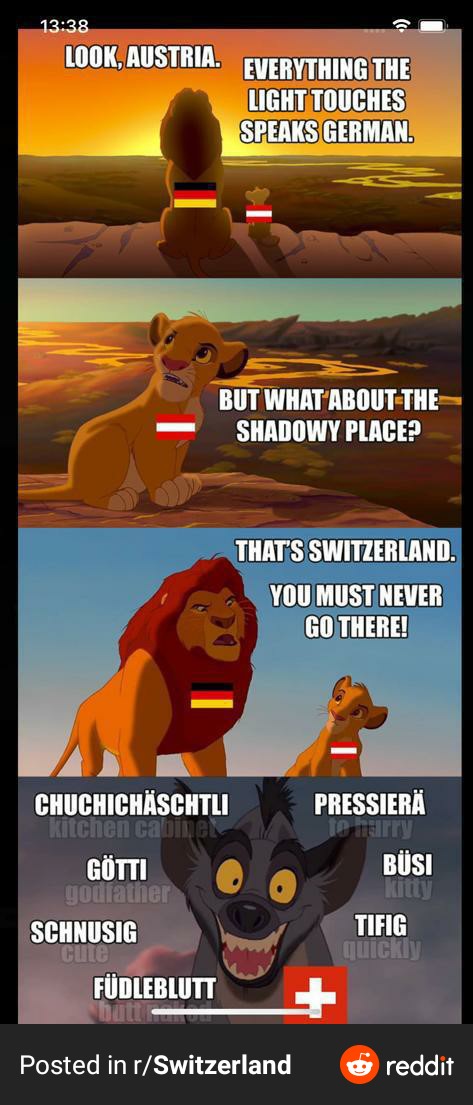 13:38
LOOK, AUSTRIA.
EVERYTHING THE
LIGHT TOUCHES
SPEAKS GERMAN.
BUT WHAT ABOUT THE
SHADOWY PLACE?
THAT'S SWITZERLAND.
YOU MUST NEVER
GO THERE!
CHUCHICHÄSCHTLI
kitchen cabinet
PRESSIERÄ
to hurry
GÖTTI
godfather
BÜSI
kitty
SCHNUSIG
cute
TIFIG
quickly
FÜDLEBLUTT
butt naked
Posted in r/Switzerland
reddit